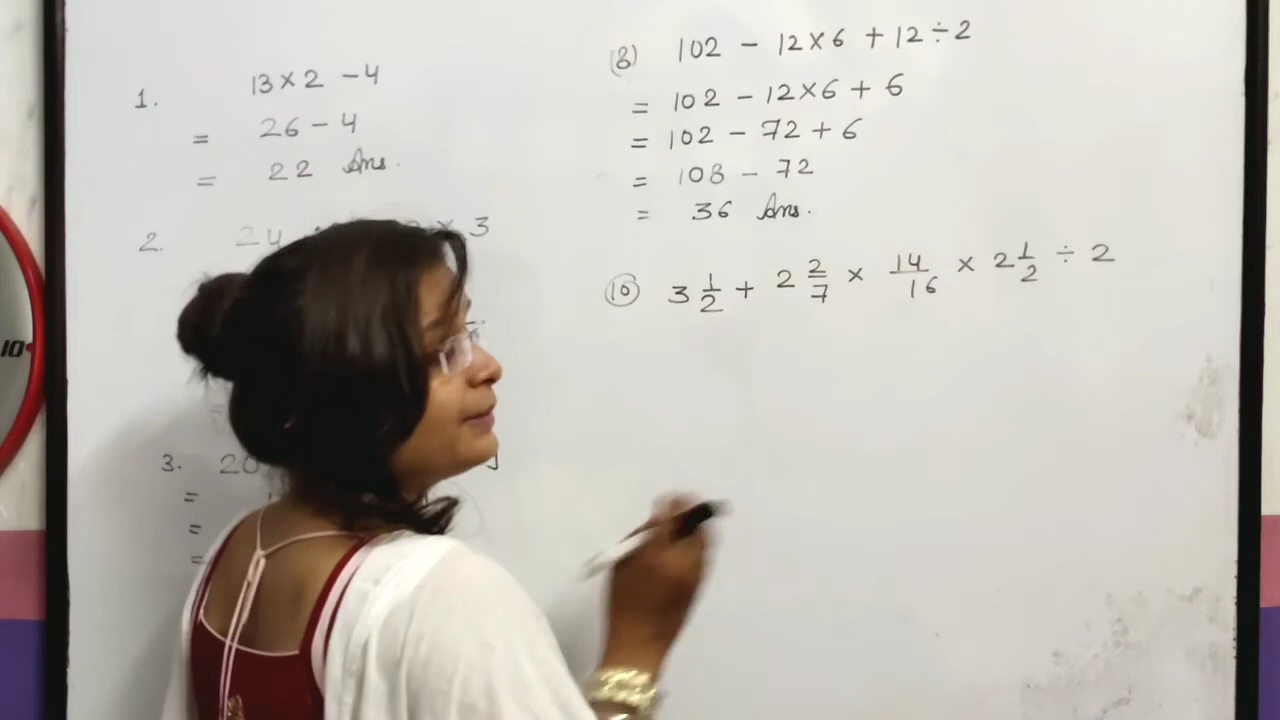 1. 13 × 2 - 4
= 26 - 4
= 22 Ans.
2. 24 × 3
3. 20
=
=
=
(8) 102 - 12×6 + 12÷2
= 102 - 12×6 + 6
= 102 - 72 + 6
= 108 - 72
= 36 Ans.
(10) 3 1/2 + 2 2/7 × 14/16 × 2 1/2 ÷ 2
10